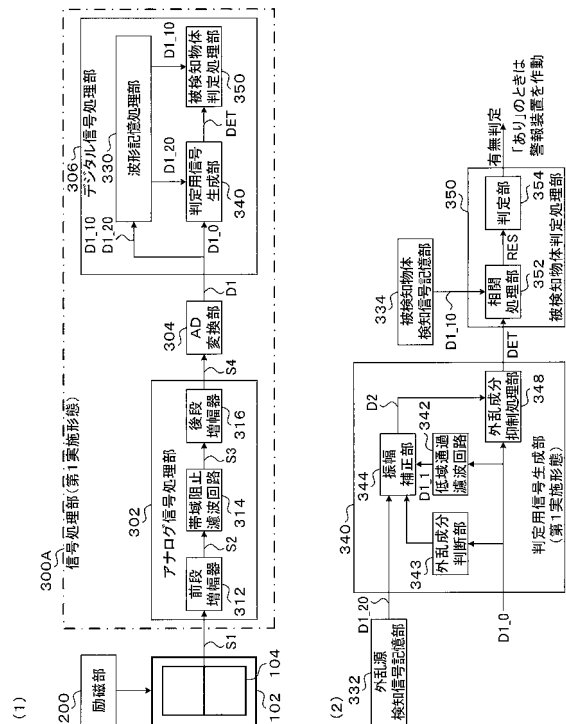 (1)
200
励磁部
102
104
S1
300A
信号処理部(第1実施形態)
302
アナログ信号処理部
前段
増幅器
312
S2
帯域阻止
濾波回路
314
S3
後段
増幅器
316
S4
304
AD
変換部
D1
306
デジタル信号処理部
330
波形記憶処理部
D1_10
D1_20
D1_0
D1_20
D1_10
判定用信号
生成部
340
DET
被検知物体
判定処理部
350
(2)
332
外乱源
検知信号記憶部
D1_20
D1_0
340
344
振幅
補正部
D1_1
342
低域通過
濾波回路
343
外乱成分
判断部
D2
外乱成分
抑制処理部
348
判定用信号生成部
(第1実施形態)
DET
334
被検知物体
検知信号記憶部
D1_10
350
相関
処理部
352
RES
判定部
354
被検知物体判定処理部
有無判定
「あり」のときは
警報装置を作動